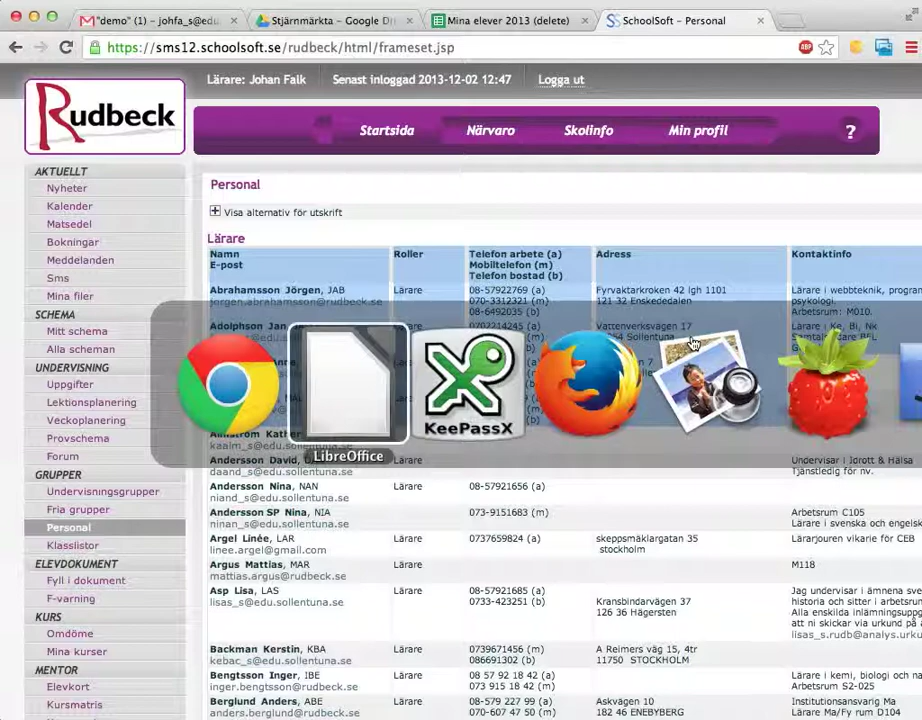 "demo" (1) – johfa_s@edu
Stjärnmärkta – Google Dri
Mina elever 2013 (delete)
SchoolSoft – Personal
https://sms12.schoolsoft.se/rudbeck/html/frameset.jsp
ABP
Lärare: Johan Falk
Senast inloggad 2013-12-02 12:47
Logga ut
Rudbeck
Startsida
Närvaro
Skolinfo
Min profil
?
AKTUELLT
Nyheter
Kalender
Matsedel
Bokningar
Meddelanden
Sms
Mina filer
SCHEMA
Mitt schema
Alla scheman
UNDERVISNING
Uppgifter
Lektionsplanering
Veckoplanering
Provschema
Forum
GRUPPER
Undervisningsgrupper
Fria grupper
Personal
Klasslistor
ELEVDOKUMENT
Fyll i dokument
F-varning
KURS
Omdöme
Mina kurser
MENTOR
Elevkort
Kursmatris
Personal
Visa alternativ för utskrift
Lärare
Namn
E-post
Roller
Telefon arbete (a)
Mobiltelefon (m)
Telefon bostad (b)
Adress
Kontaktinfo
Abrahamsson Jörgen, JAB
jorgen.abrahamsson@rudbeck.se
Lärare
08-57922769 (a)
070-3312321 (m)
08-6492035 (b)
Fyrvaktarkroken 42 lgh 1101
121 32 Enskededalen
Lärare i webbteknik, program
psykologi.
Arbetsrum: M010.
Adolphson Jan,
Lärare
0702214245 (a)
Vattenverksvägen 17
Sollentuna
Lärare i Ke, Bi, Nk
LibreOffice
KeePassX
kaalm_s@edu.sollentuna.se
Andersson David,
daand_s@edu.sollentuna.se
Lärare
Undervisar i Idrott & Hälsa
Tjänstledig för nv.
Andersson Nina, NAN
niand_s@edu.sollentuna.se
Lärare
08-57921656 (a)
Andersson SP Nina, NIA
ninan_s@edu.sollentuna.se
Lärare
073-9151683 (m)
Arbetsrum C105
Lärare i svenska och engelsk
Argel Linée, LAR
linee.argel@gmail.com
Lärare
0737659824 (a)
skeppsmäklargatan 35
stockholm
Lärarjouren vikarie för CEB
Argus Mattias, MAR
mattias.argus@rudbeck.se
Lärare
M118
Asp Lisa, LAS
lisas_s@edu.sollentuna.se
Lärare
08-57921685 (a)
0733-423251 (b)
Kransbindarvägen 37
126 36 Hägersten
Jag undervisar i ämnena sve
historia och sitter i arbetsru
Alla enskilda inlämningsuppg
att ni skickar via urkund på
lisas_s.rudb@analys.urku
Backman Kerstin, KBA
kebac_s@edu.sollentuna.se
Lärare
0739671456 (m)
086691302 (b)
A Reimers väg 15, 4tr
11750 STOCKHOLM
Bengtsson Inger, IBE
inger.bengtsson@rudbeck.se
Lärare
08 57 92 18 42 (a)
073 915 18 42 (m)
Lärare i kemi, biologi och na
Arbetsrum S2-025
Berglund Anders, ABE
anders.berglund@rudbeck.se
Lärare
08-579 227 99 (a)
070-607 47 50 (m)
Askvägen 10
182 46 ENEBYBERG
Institutionsansvarig Ma
Lärare Ma/Fy rum D104